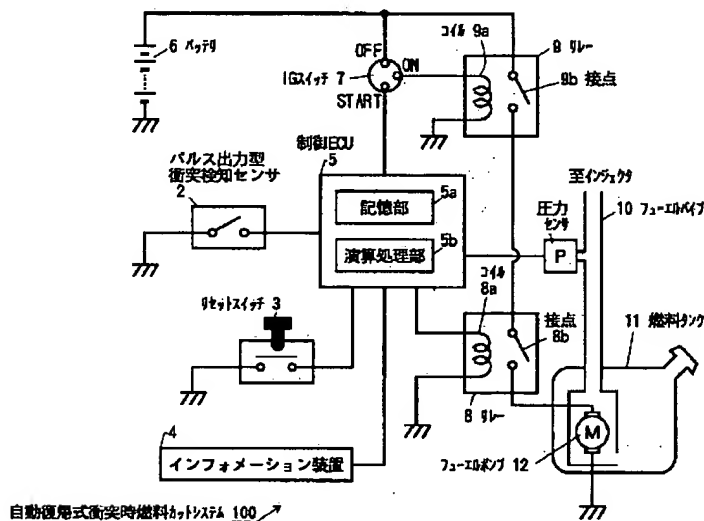 6 バッテリ
OFF
ON
IGスイッチ 7
START
コイル 9a
9 リレー
9b 接点
制御ECU
5
パルス出力型
衝突検知センサ
2
記憶部
5a
演算処理部
5b
至インジェクタ
10 フューエルパイプ
圧力
センサ
P
リセットスイッチ 3
コイル
8a
接点
8b
11 燃料タンク
8 リレー
4
インフォメーション装置
M
フューエルポンプ 12
自動復帰式衝突時燃料カットシステム 100